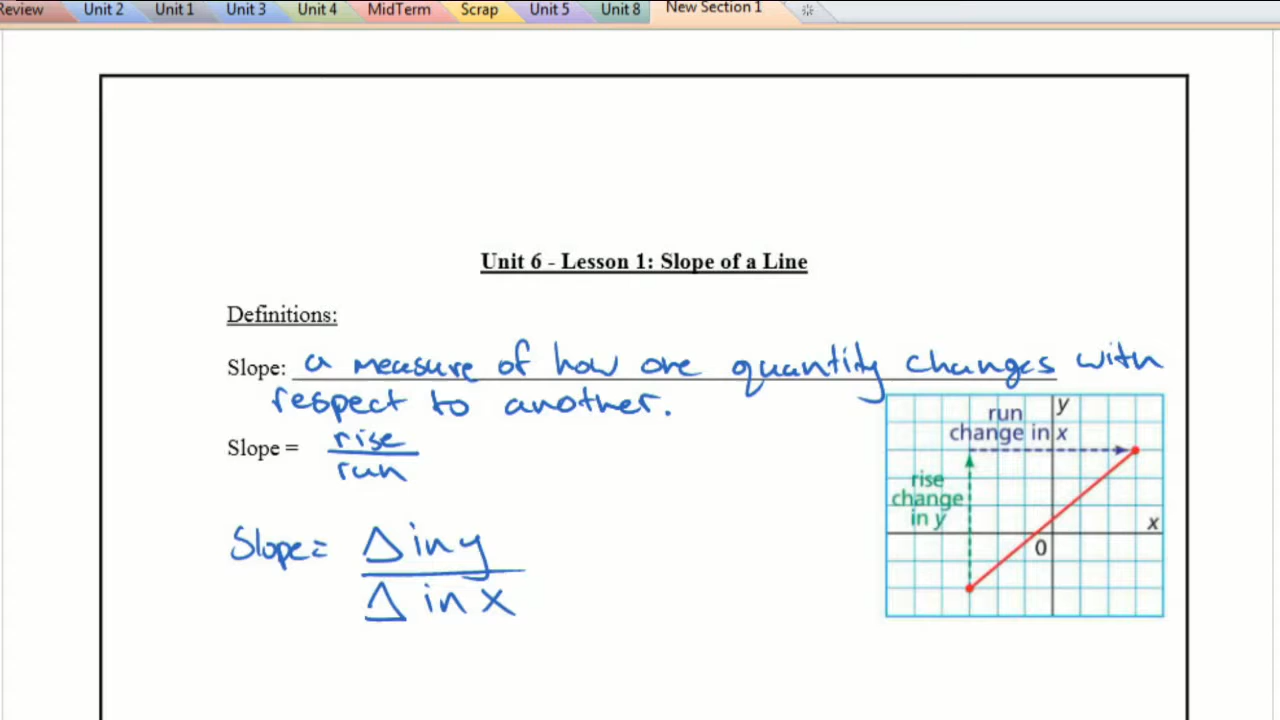 Review Unit 2 Unit 1 Unit 3 Unit 4 MidTerm Scrap Unit 5 Unit 8 New Section 1
Unit 6 - Lesson 1: Slope of a Line
Definitions:
Slope: a measure of how one quantity changes with
respect to another.
Slope = rise
run
Slope = Δ in y
Δ in x
run
change in x
y
rise
change
in y
x
0